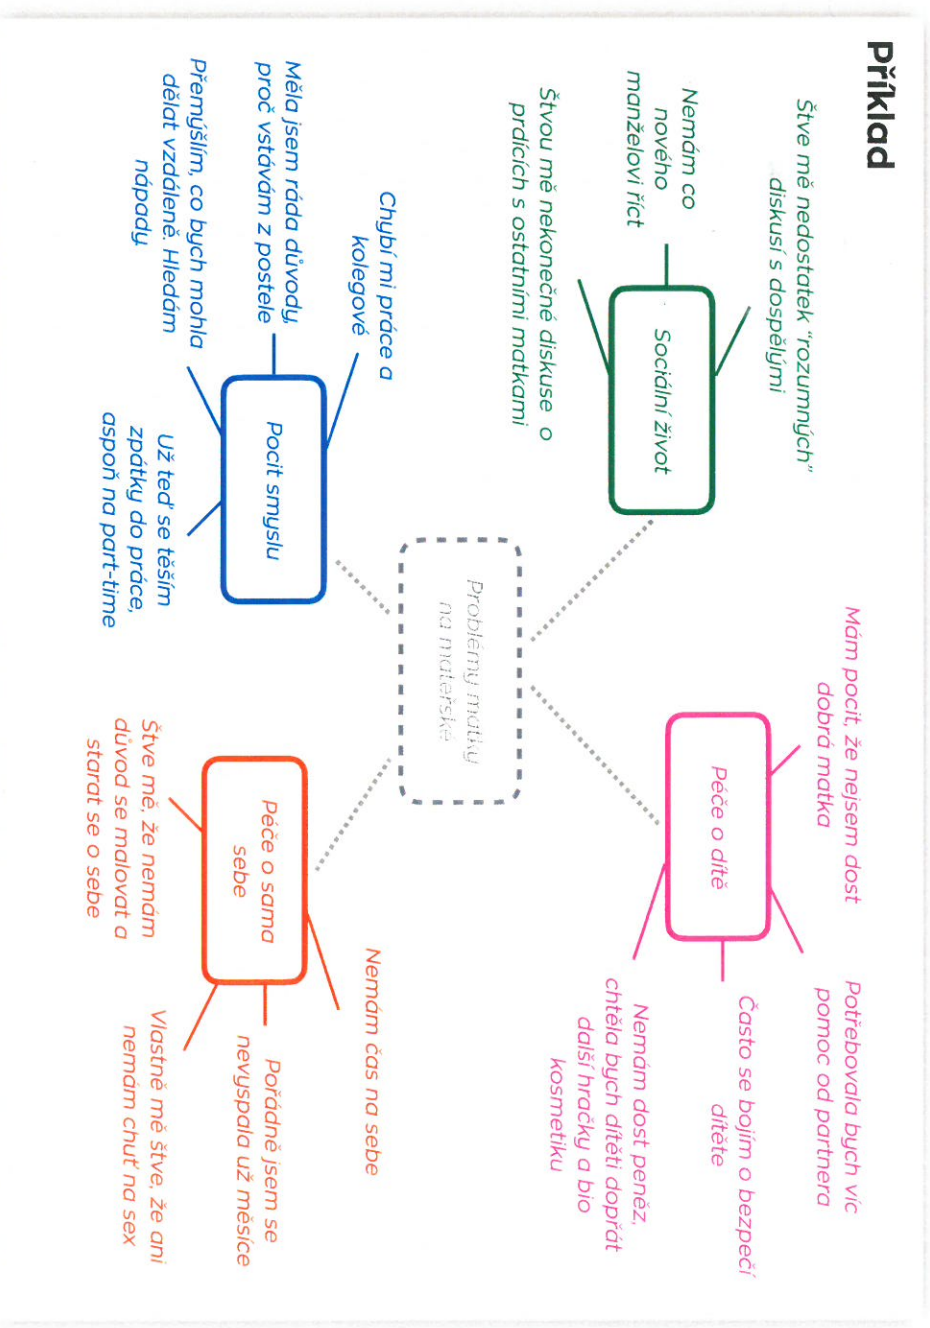 Příklad
Štve mě nedostatek "rozumných"
diskusí s dospělými
Nemám co
nového
manželovi říct
Štvou mě nekonečné diskuse o
prdících s ostatními matkami
Sociální život
Mám pocit, že nejsem dost
dobrá matka
Potřebovala bych víc
pomoc od partnera
Často se bojím o bezpečí
dítěte
Nemám dost peněz,
chtěla bych dítěti dopřát
další hračky a bio
kosmetiku
Péče o dítě
Problémy matky
na mateřské
Chybí mi práce a
kolegové
Měla jsem ráda důvody,
proč vstávám z postele
Přemýšlím, co bych mohla
dělat vzdáleně. Hledám
nápady.
Už teď se těším
zpátky do práce,
aspoň na part-time
Pocit smyslu
Nemám čas na sebe
Pořádně jsem se
nevyspala už měsíce
Vlastně mě štve, že ani
nemám chuť na sex
Štve mě, že nemám
důvod se malovat a
starat se o sebe
Péče o sama
sebe